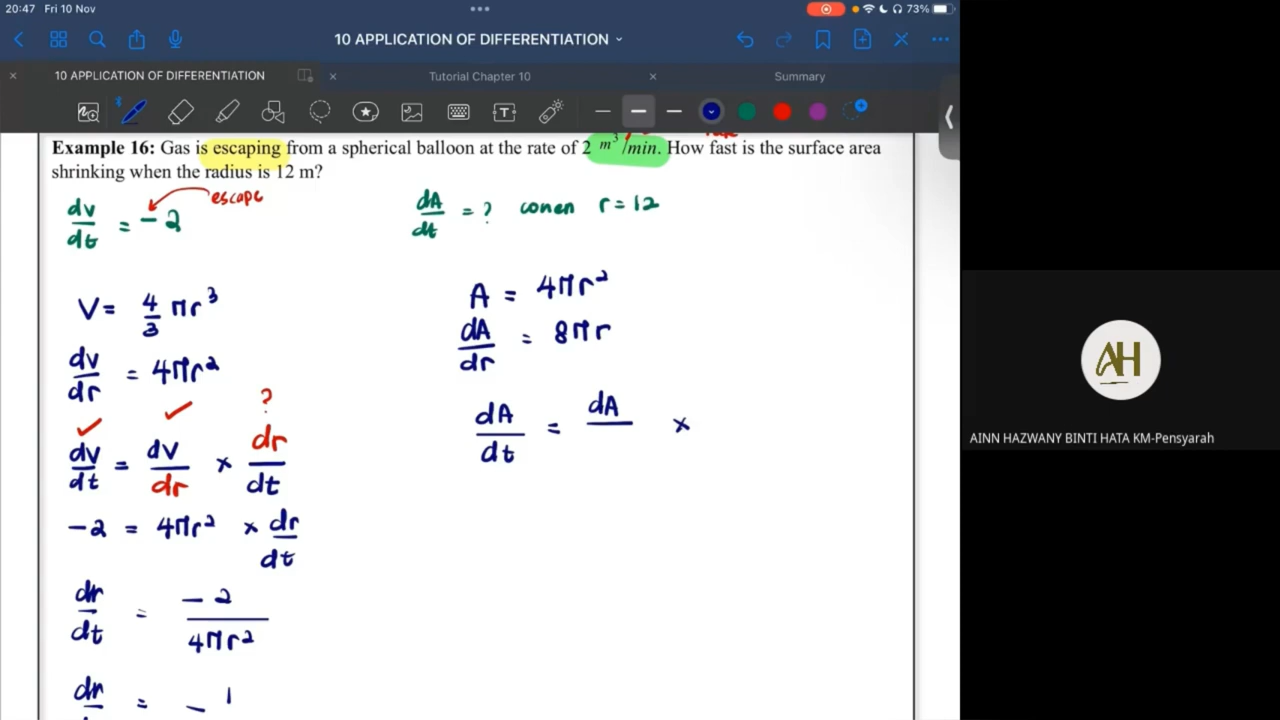 20:47 Fri 10 Nov
73%
10 APPLICATION OF DIFFERENTIATION
10 APPLICATION OF DIFFERENTIATION
Tutorial Chapter 10
Summary
Example 16: Gas is escaping from a spherical balloon at the rate of 2 m³/min. How fast is the surface area
shrinking when the radius is 12 m?
dv/dt = -2
escape
dA/dt = ? when r = 12
V = 4/3 πr³
dv/dr = 4πr²
?
dv/dt = dv/dr × dr/dt
-2 = 4πr² × dr/dt
dr/dt = -2/4πr²
dr = - 1
A = 4πr²
dA/dr = 8πr
dA/dt = dA ×
AH
AINN HAZWANY BINTI HATA KM-Pensyarah